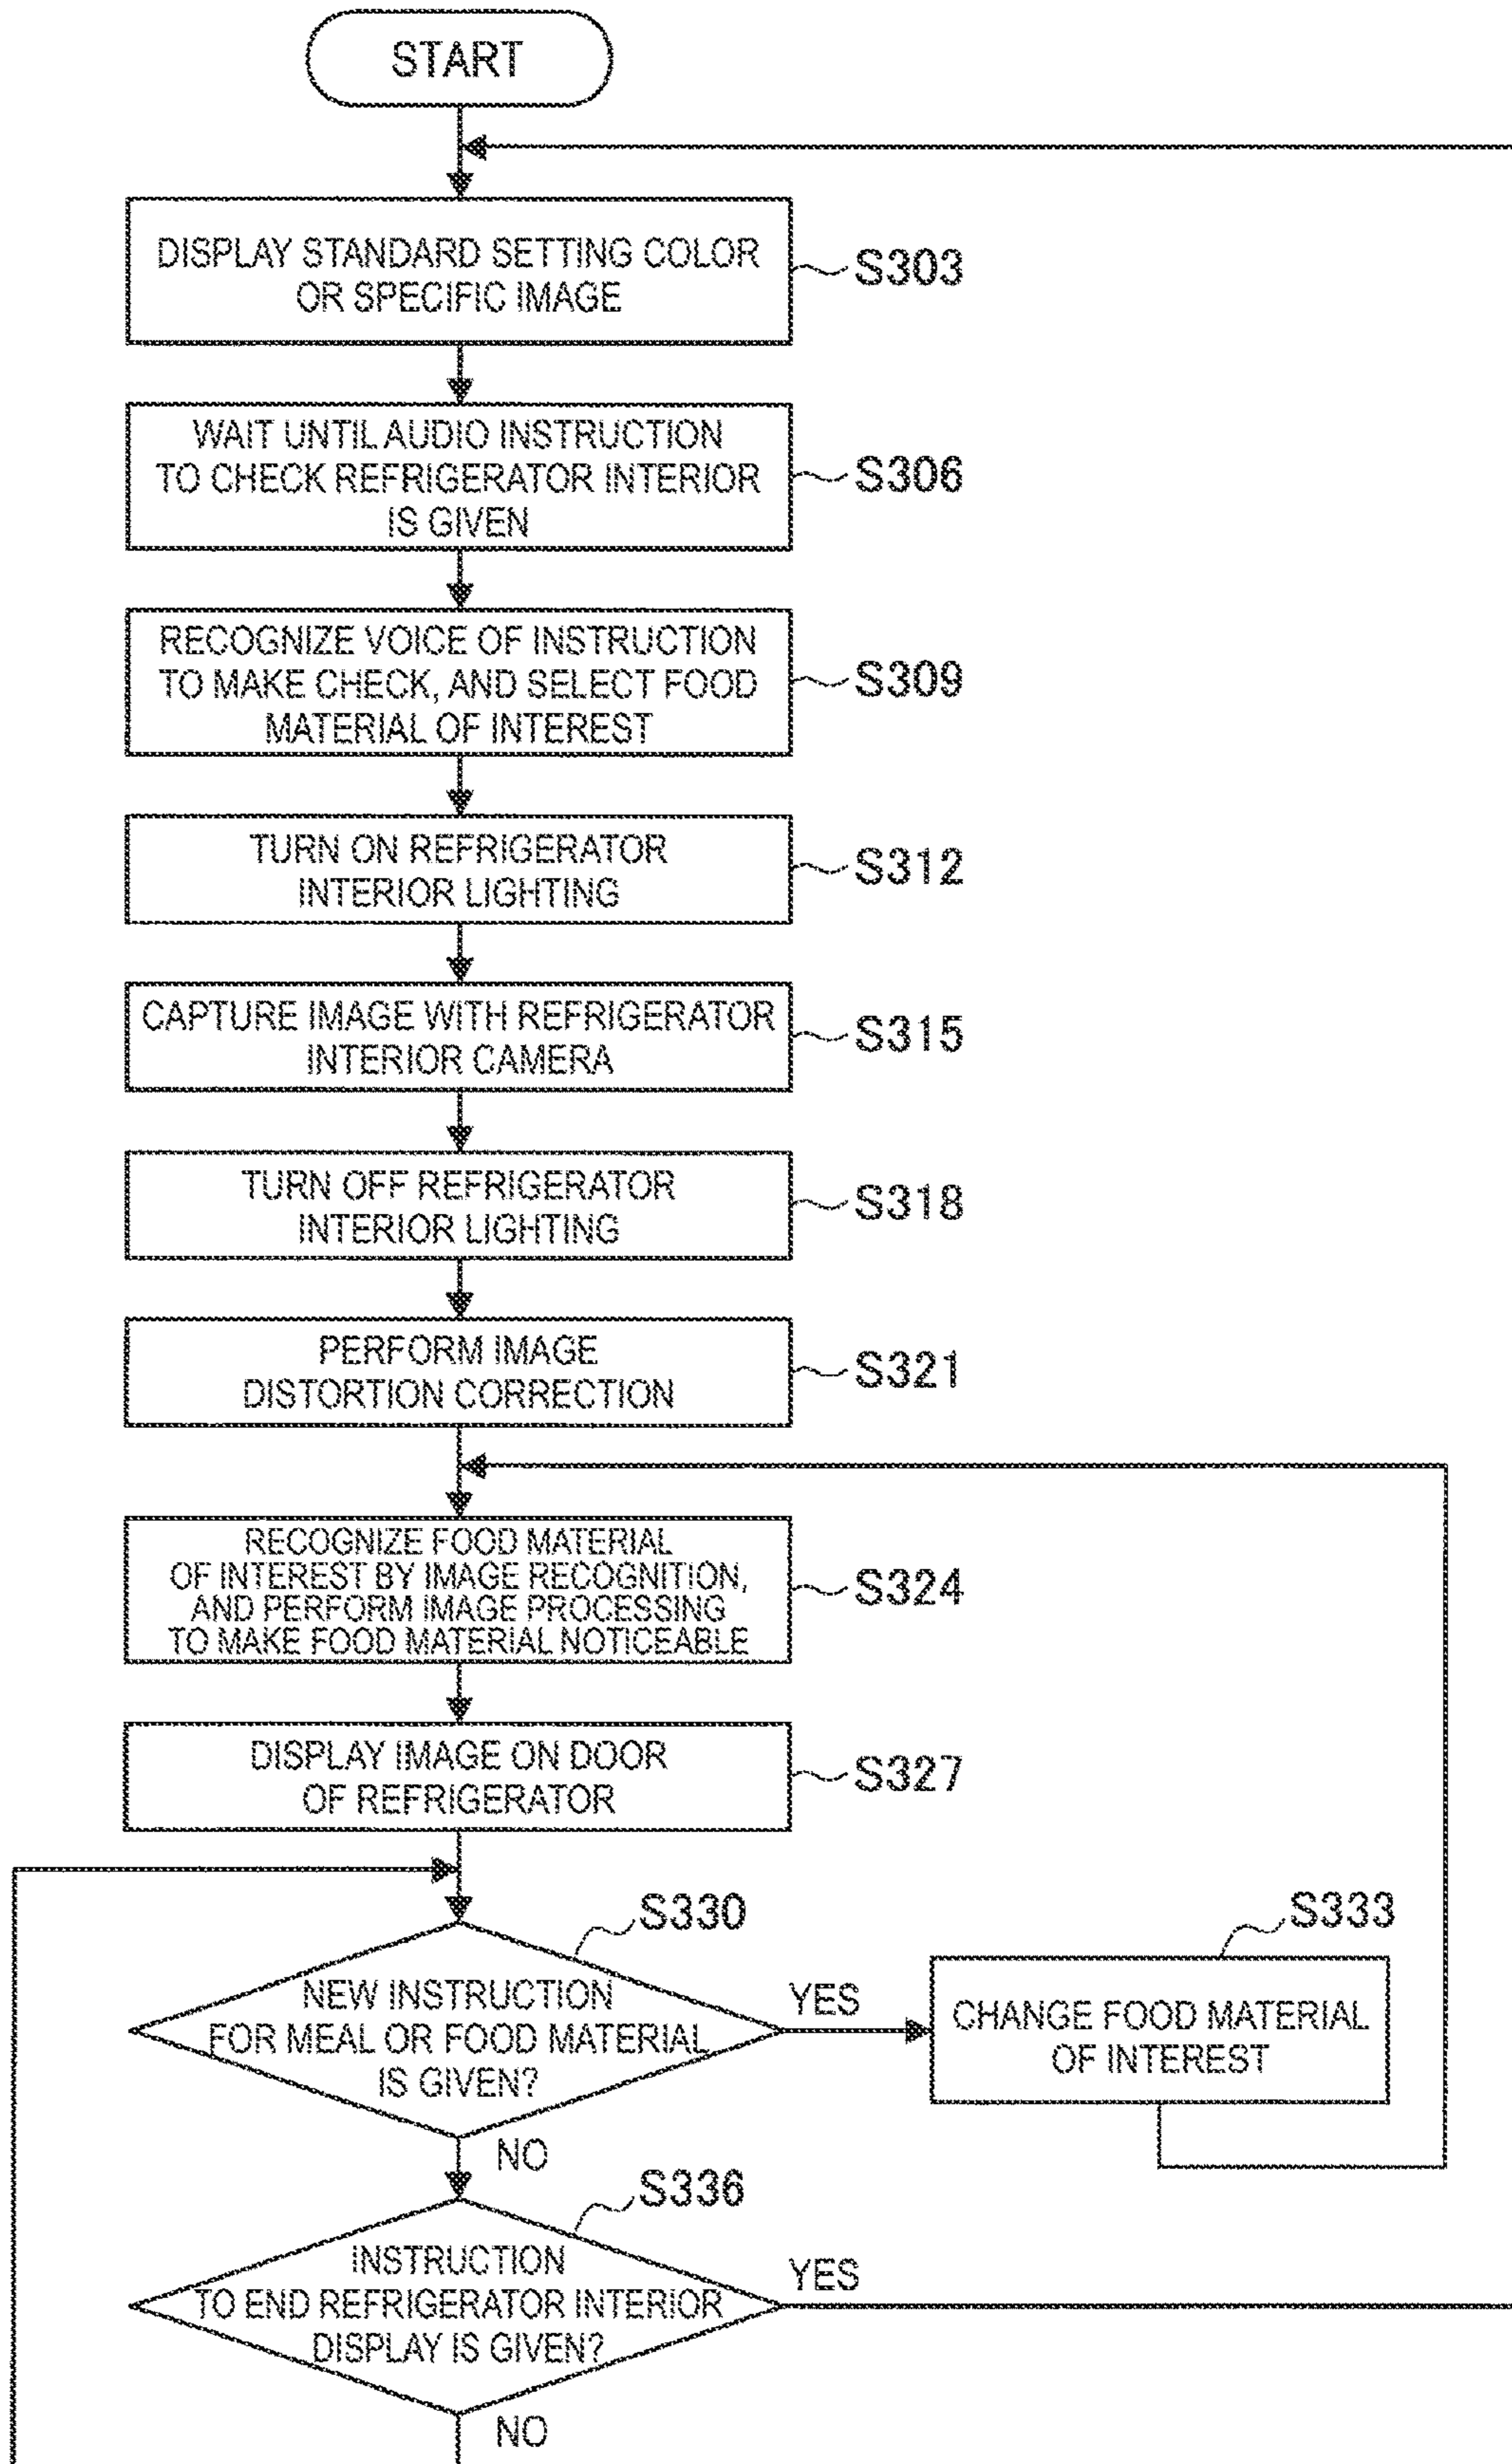 START
DISPLAY STANDARD SETTING COLOR
OR SPECIFIC IMAGE
S303
WAIT UNTIL AUDIO INSTRUCTION
TO CHECK REFRIGERATOR INTERIOR
IS GIVEN
S306
RECOGNIZE VOICE OF INSTRUCTION
TO MAKE CHECK, AND SELECT FOOD
MATERIAL OF INTEREST
S309
TURN ON REFRIGERATOR
INTERIOR LIGHTING
S312
CAPTURE IMAGE WITH REFRIGERATOR
INTERIOR CAMERA
S315
TURN OFF REFRIGERATOR
INTERIOR LIGHTING
S318
PERFORM IMAGE
DISTORTION CORRECTION
S321
RECOGNIZE FOOD MATERIAL
OF INTEREST BY IMAGE RECOGNITION,
AND PERFORM IMAGE PROCESSING
TO MAKE FOOD MATERIAL NOTICEABLE
S324
DISPLAY IMAGE ON DOOR
OF REFRIGERATOR
S327
S330
NEW INSTRUCTION
FOR MEAL OR FOOD MATERIAL
IS GIVEN?
YES
S333
CHANGE FOOD MATERIAL
OF INTEREST
NO
S336
INSTRUCTION
TO END REFRIGERATOR INTERIOR
DISPLAY IS GIVEN?
YES
NO